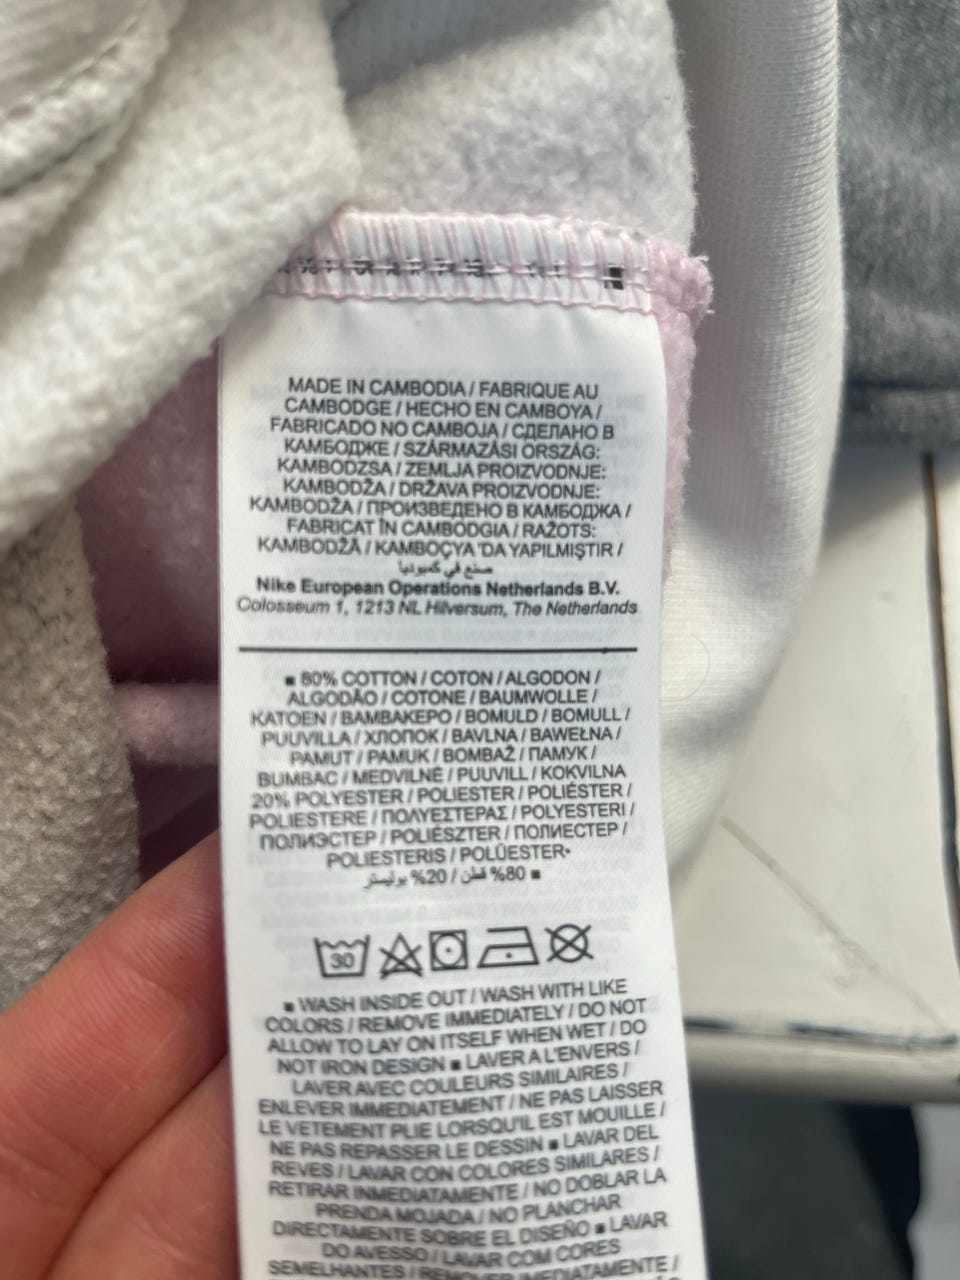 MADE IN CAMBODIA / FABRIQUE AU
CAMBODGE / HECHO EN CAMBOYA /
FABRICADO NO CAMBOJA / СДЕЛАНО В
КАМБОДЖЕ / SZÁRMAZÁSI ORSZÁG:
KAMBODZSA / ZEMLJA PROIZVODNJE:
KAMBODŽA / DRŽAVA PROIZVODNJE:
KAMBODŽA / ПРОИЗВЕДЕНО В КАМБОДЖА /
FABRICAT ÎN CAMBODGIA / RAŽOTS:
KAMBODŽĀ / KAMBOÇYA 'DA YAPILMIŞTIR /
صنع في كمبوديا
Nike European Operations Netherlands B.V.
Colosseum 1, 1213 NL Hilversum, The Netherlands
■ 80% COTTON / COTON / ALGODON /
ALGODÃO / COTONE / BAUMWOLLE /
KATOEN / ΒΑΜΒΑΚΕΡΟ / BOMULD / BOMULL /
PUUVILLA / ХЛОПОК / BAVLNA / BAWEŁNA /
PAMUT / PAMUK / BOMBAŽ / ПАМУК /
BUMBAC / MEDVILNĖ / PUUVILL / KOKVILNA
20% POLYESTER / POLIESTER / POLIÉSTER /
POLIESTERE / ΠΟΛΥΕΣΤΕΡΑΣ / POLYESTERI /
ПОЛИЭСТЕР / POLIÉSZTER / ПОЛИЕСТЕР /
POLIESTERIS / POLÜESTER•
■ 80% قطن / 20% بوليستر
30
■ WASH INSIDE OUT / WASH WITH LIKE
COLORS / REMOVE IMMEDIATELY / DO NOT
ALLOW TO LAY ON ITSELF WHEN WET / DO
NOT IRON DESIGN ■ LAVER A L'ENVERS /
LAVER AVEC COULEURS SIMILAIRES /
ENLEVER IMMEDIATEMENT / NE PAS LAISSER
LE VETEMENT PLIE LORSQU'IL EST MOUILLE /
NE PAS REPASSER LE DESSIN ■ LAVAR DEL
REVES / LAVAR CON COLORES SIMILARES /
RETIRAR INMEDIATAMENTE / NO DOBLAR LA
PRENDA MOJADA / NO PLANCHAR
DIRECTAMENTE SOBRE EL DISEÑO ■ LAVAR
DO AVESSO / LAVAR COM CORES
SEMELHANTES / REMOVER IMEDIATAMENTE /